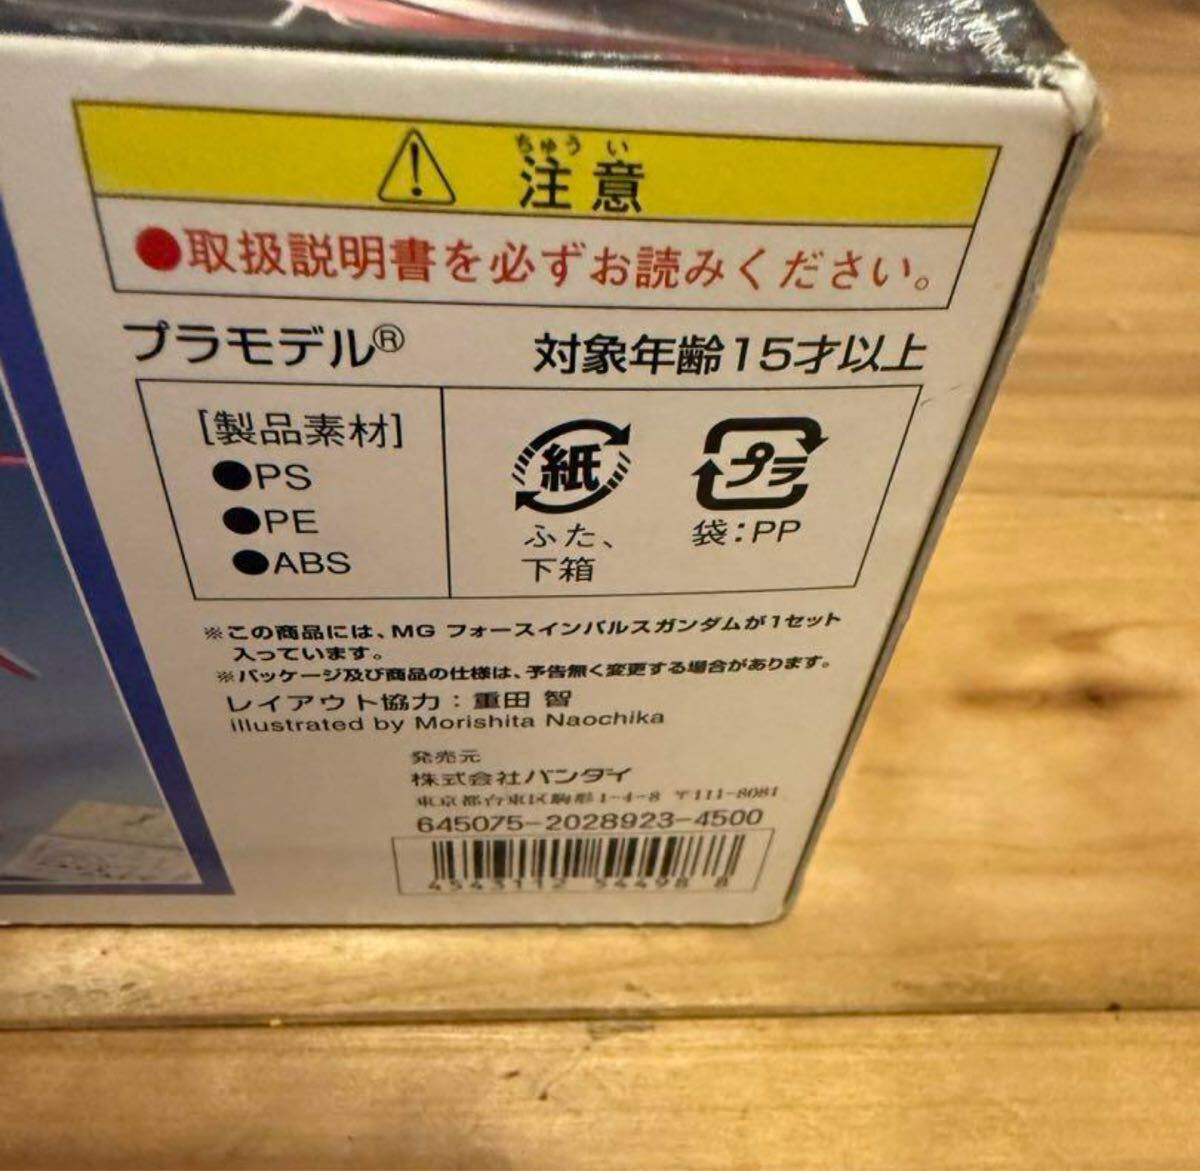 ちゅう い
注意
●取扱説明書を必ずお読みください。
プラモデル® 対象年齢15才以上
[製品素材]
●PS
●PE
●ABS
紙
ふた、
下箱
プラ
袋:PP
※この商品には、MG フォースインパルスガンダムが1セット
入っています。
※パッケージ及び商品の仕様は、予告無く変更する場合があります。
レイアウト協力:重田 智
illustrated by Morishita Naochika
発売元
株式会社バンダイ
東京都台東区駒形1-4-8 〒111-8081
645075-2028923-4500
4543112 544988